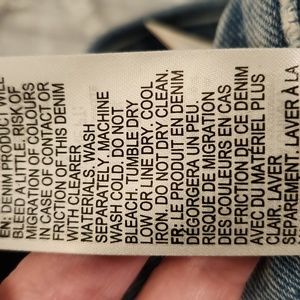 EN: DENIM PRODUCT WILL
BLEED A LITTLE. RISK OF
MIGRATION OF COLOURS
IN CASE OF CONTACT OR
FRICTION OF THIS DENIM
WITH CLEARER
MATERIALS. WASH
SEPARATELY. MACHINE
WASH COLD. DO NOT
BLEACH. TUMBLE DRY
LOW OR LINE DRY. COOL
IRON. DO NOT DRY CLEAN.
FR: LE PRODUIT EN DENIM
DÉGORGERA UN PEU.
RISQUE DE MIGRATION
DES COULEURS EN CAS
DE FRICTION DE CE DENIM
AVEC DU MATÉRIEL PLUS
CLAIR. LAVER
SÉPARÉMENT. LAVER À LA